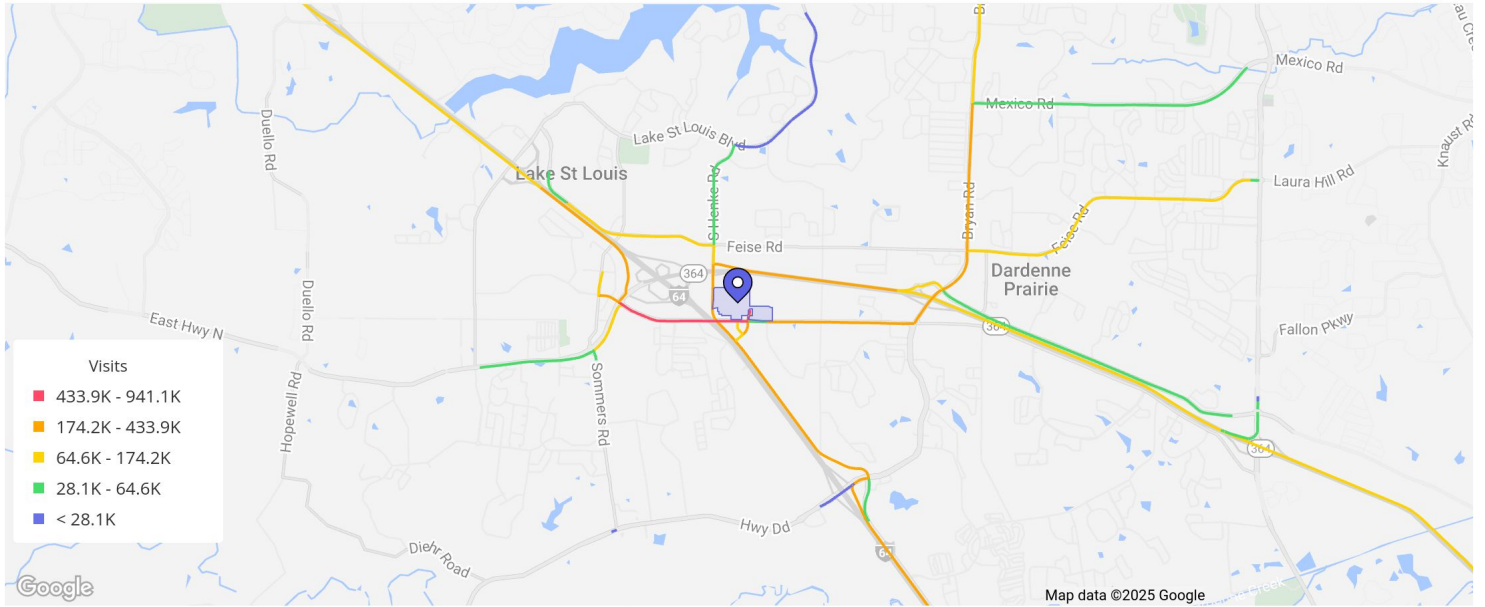 Mexico Rd
Mexico Rd
Duello Rd
Lake St Louis Blvd
Knaust Rd
Lake St Louis
Laura Hill Rd
S Henke Rd
Bryan Rd
Feise Rd
Feise Rd
364
64
Dardenne
Prairie
Duello Rd
East Hwy N
364
Fallon Pkwy
Visits
433.9K - 941.1K
174.2K - 433.9K
64.6K - 174.2K
28.1K - 64.6K
< 28.1K
Hopewell Rd
Sommers Rd
364
Hwy Dd
Diehr Road
64
Google
Map data ©2025 Google